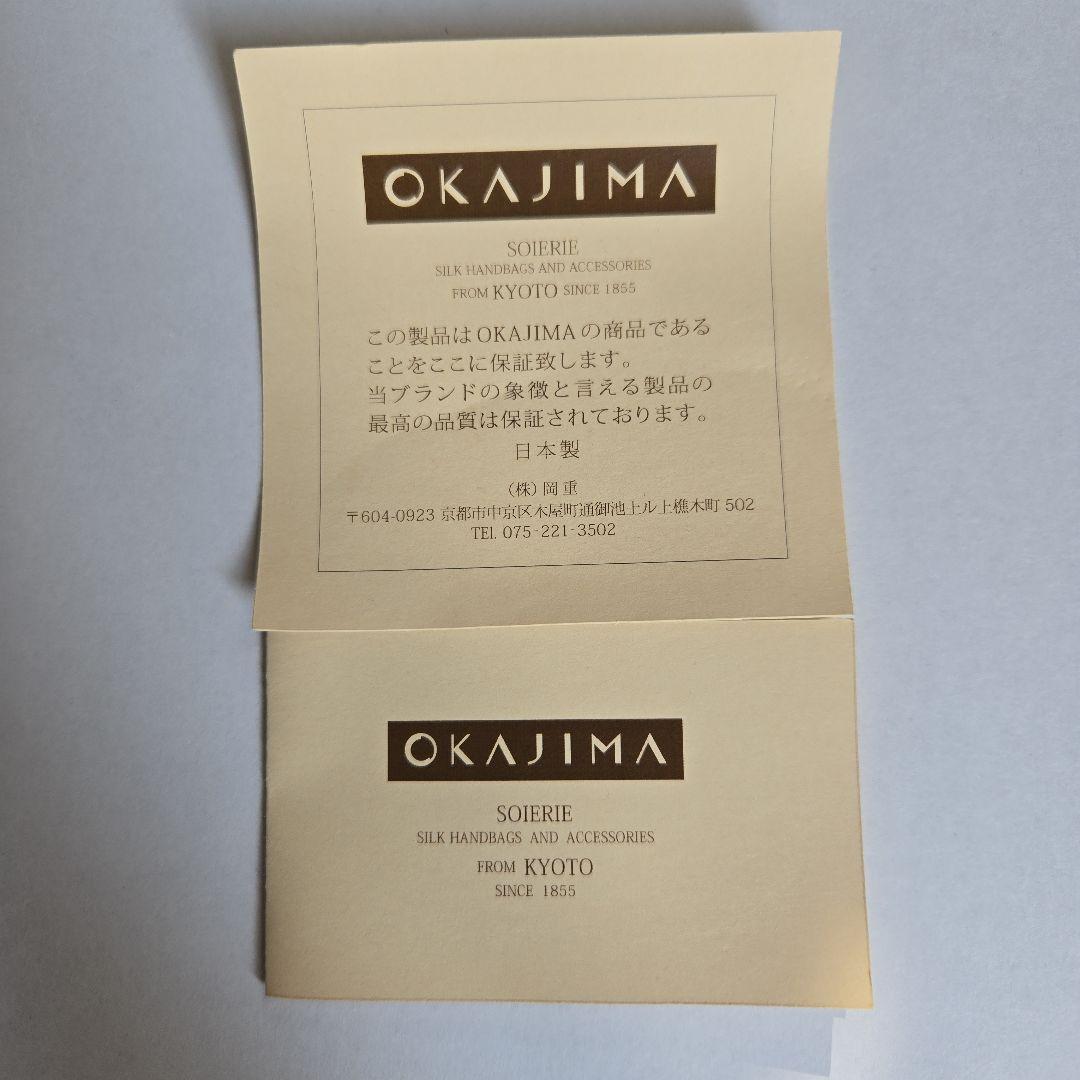 OKAJIMA
SOIERIE
SILK HANDBAGS AND ACCESSORIES
FROM KYOTO SINCE 1855
この製品はOKAJIMAの商品である
ことをここに保証致します。
当ブランドの象徴と言える製品の
最高の品質は保証されております。
日本製
（株）岡重
〒604-0923 京都市中京区木屋町通御池上ル上樵木町 502
TEL. 075-221-3502
OKAJIMA
SOIERIE
SILK HANDBAGS AND ACCESSORIES
FROM KYOTO
SINCE 1855